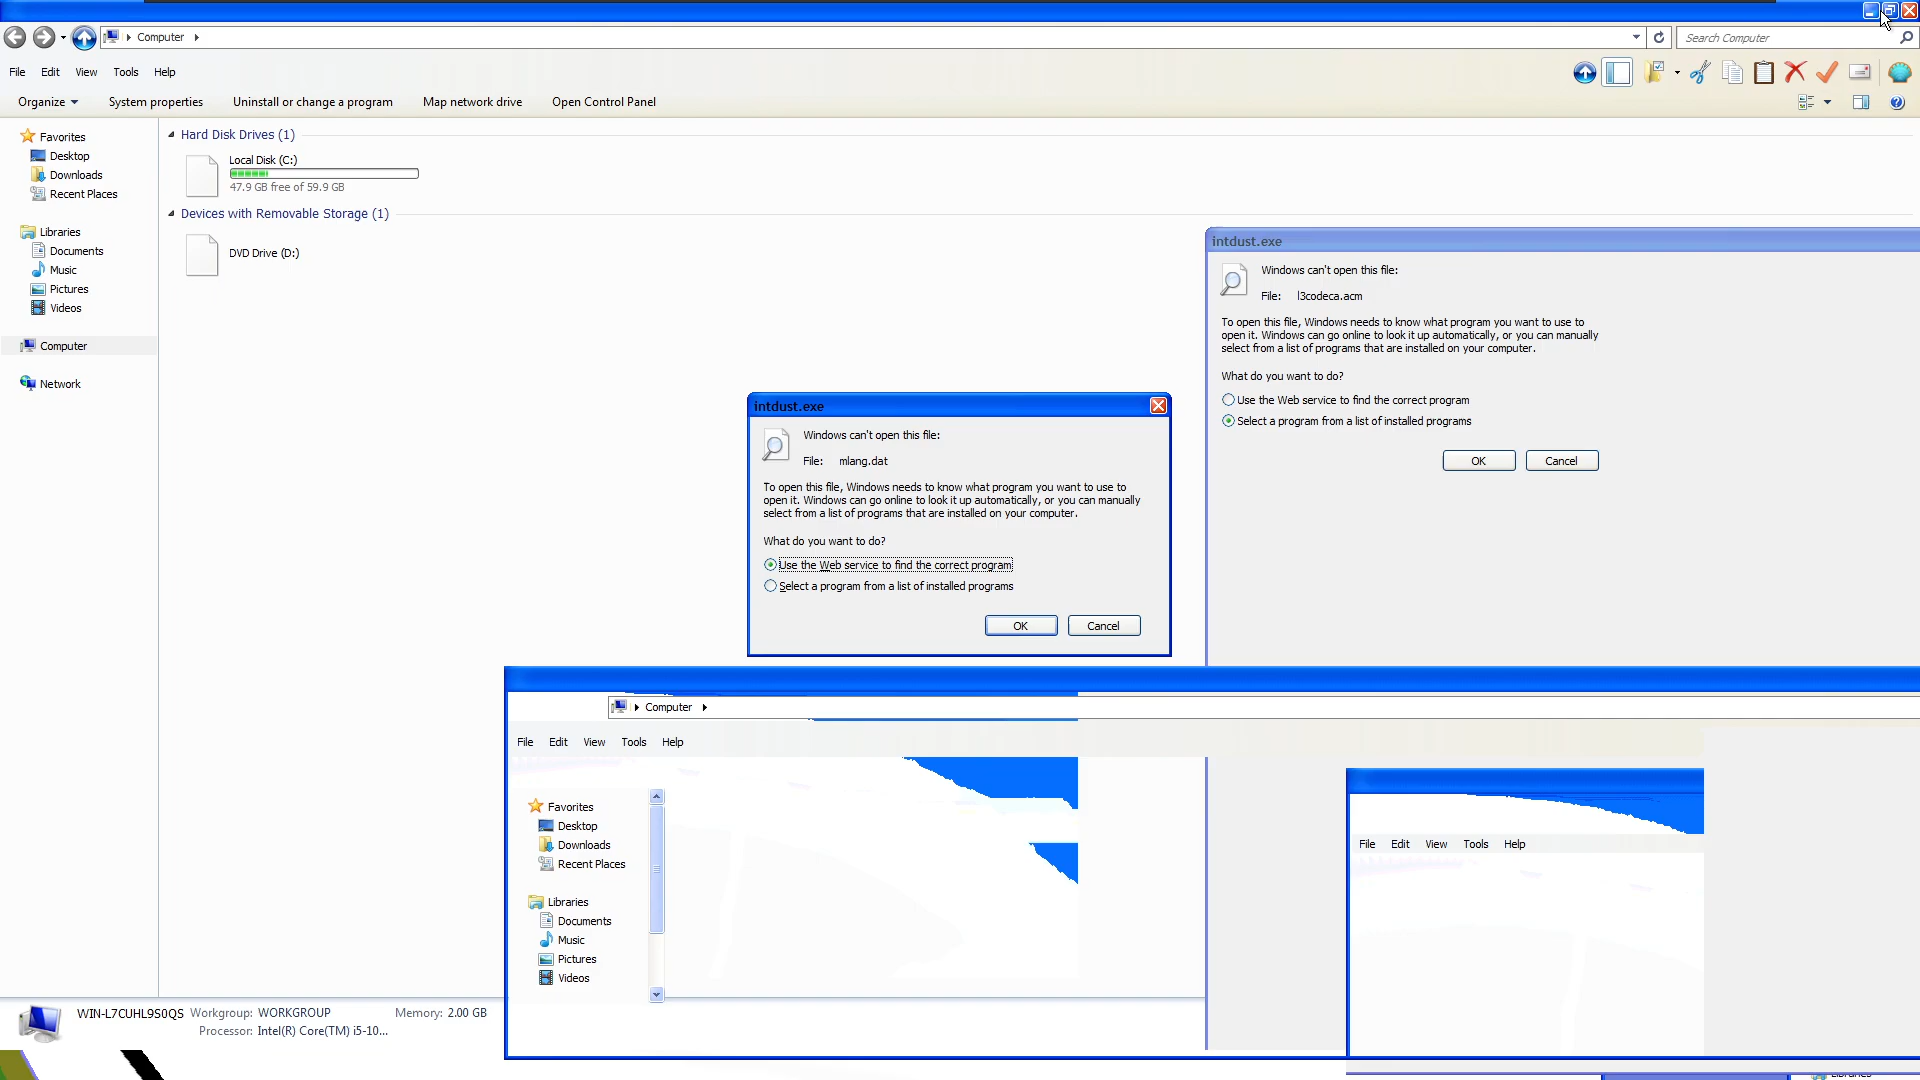 Computer
Search Computer
File Edit View Tools Help
Organize System properties Uninstall or change a program Map network drive Open Control Panel
Favorites
Desktop
Downloads
Recent Places
Libraries
Documents
Music
Pictures
Videos
Computer
Network
Hard Disk Drives (1)
Local Disk (C:)
47.9 GB free of 59.9 GB
Devices with Removable Storage (1)
DVD Drive (D:)
intdust.exe
Windows can't open this file:
File: l3codeca.acm
To open this file, Windows needs to know what program you want to use to
open it. Windows can go online to look it up automatically, or you can manually
select from a list of programs that are installed on your computer.
What do you want to do?
Use the Web service to find the correct program
Select a program from a list of installed programs
OK Cancel
intdust.exe
Windows can't open this file:
File: mlang.dat
To open this file, Windows needs to know what program you want to use to
open it. Windows can go online to look it up automatically, or you can manually
select from a list of programs that are installed on your computer.
What do you want to do?
Use the Web service to find the correct program
Select a program from a list of installed programs
OK Cancel
Computer
File Edit View Tools Help
Favorites
Desktop
Downloads
Recent Places
Libraries
Documents
Music
Pictures
Videos
File Edit View Tools Help
WIN-L7CUHL9S0QS Workgroup: WORKGROUP Memory: 2.00 GB
Processor: Intel(R) Core(TM) i5-10...
Libraries